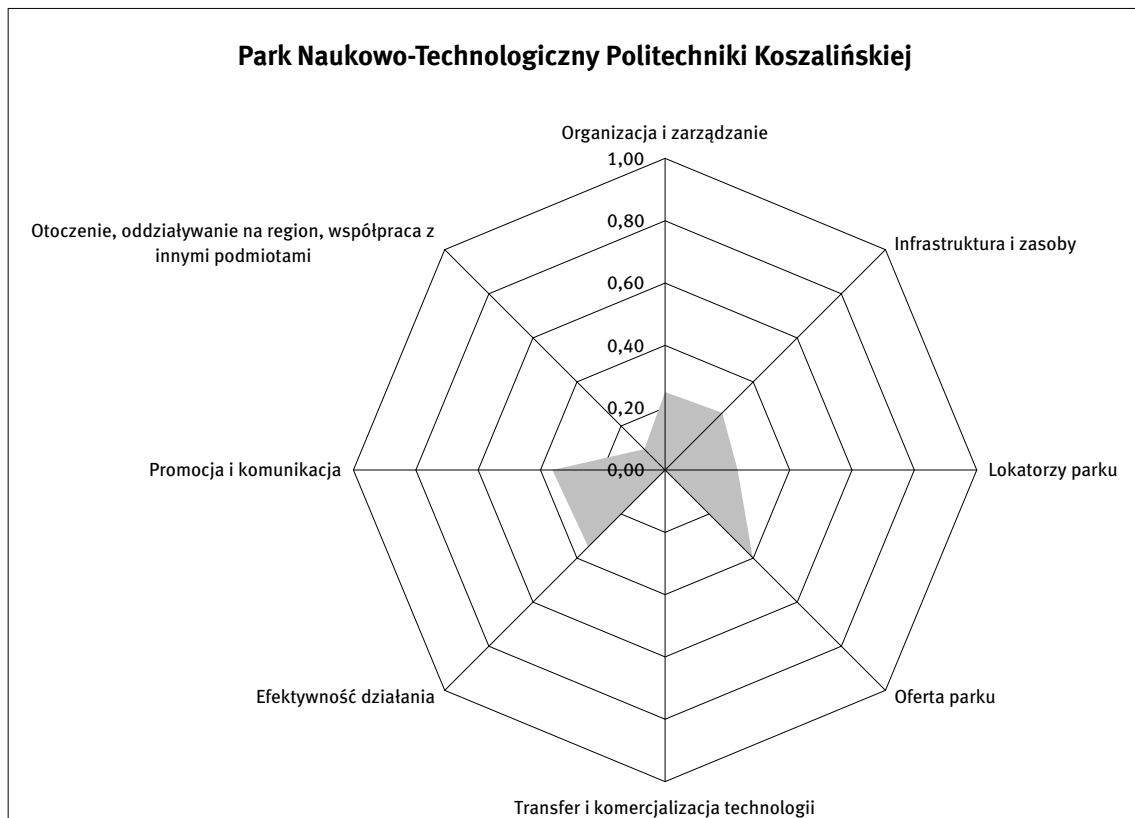 Park Naukowo-Technologiczny Politechniki Koszalińskiej
Organizacja i zarządzanie
1,00
0,80
0,60
0,40
0,20
0,00
Infrastruktura i zasoby
Lokatorzy parku
Oferta parku
Transfer i komercjalizacja technologii
Efektywność działania
Promocja i komunikacja
Otoczenie, oddziaływanie na region, współpraca z
innymi podmiotami